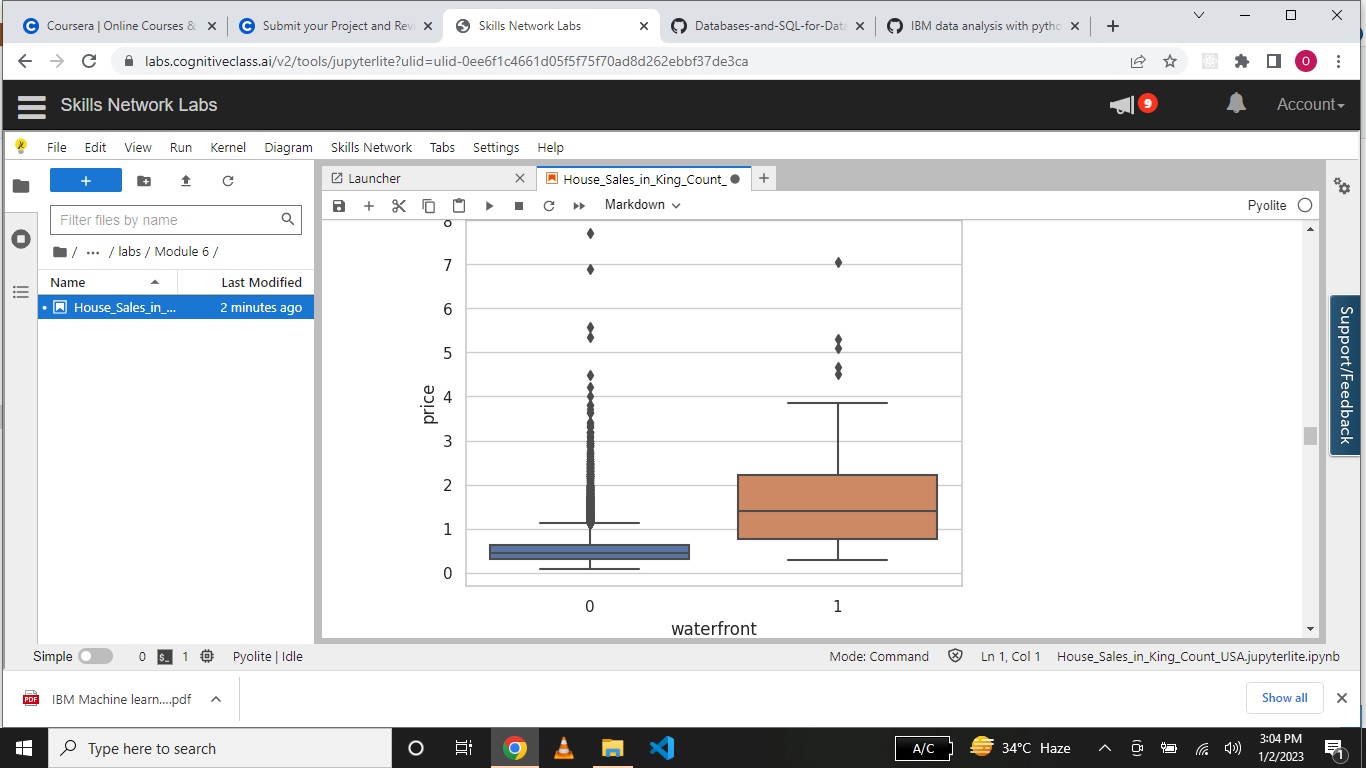 Coursera | Online Courses &
Submit your Project and Rev
Skills Network Labs
Databases-and-SQL-for-Data
IBM data analysis with pytho
labs.cognitiveclass.ai/v2/tools/jupyterlite?ulid=ulid-0ee6f1c4661d05f5f75f70ad8d262ebbf37de3ca
O
Skills Network Labs
9
Account
File Edit View Run Kernel Diagram Skills Network Tabs Settings Help
Launcher
House_Sales_in_King_Count_
Filter files by name
Markdown
Pyolite
/ ... / labs / Module 6 /
Name
Last Modified
House_Sales_in_...
2 minutes ago
8
7
6
5
4
3
2
1
0
price
0
1
waterfront
Support/Feedback
Simple
0
$_
1
Pyolite | Idle
Mode: Command
Ln 1, Col 1
House_Sales_in_King_Count_USA.jupyterlite.ipynb
PDF
IBM Machine learn....pdf
Show all
Type here to search
A/C
34°C Haze
3:04 PM
1/2/2023
1